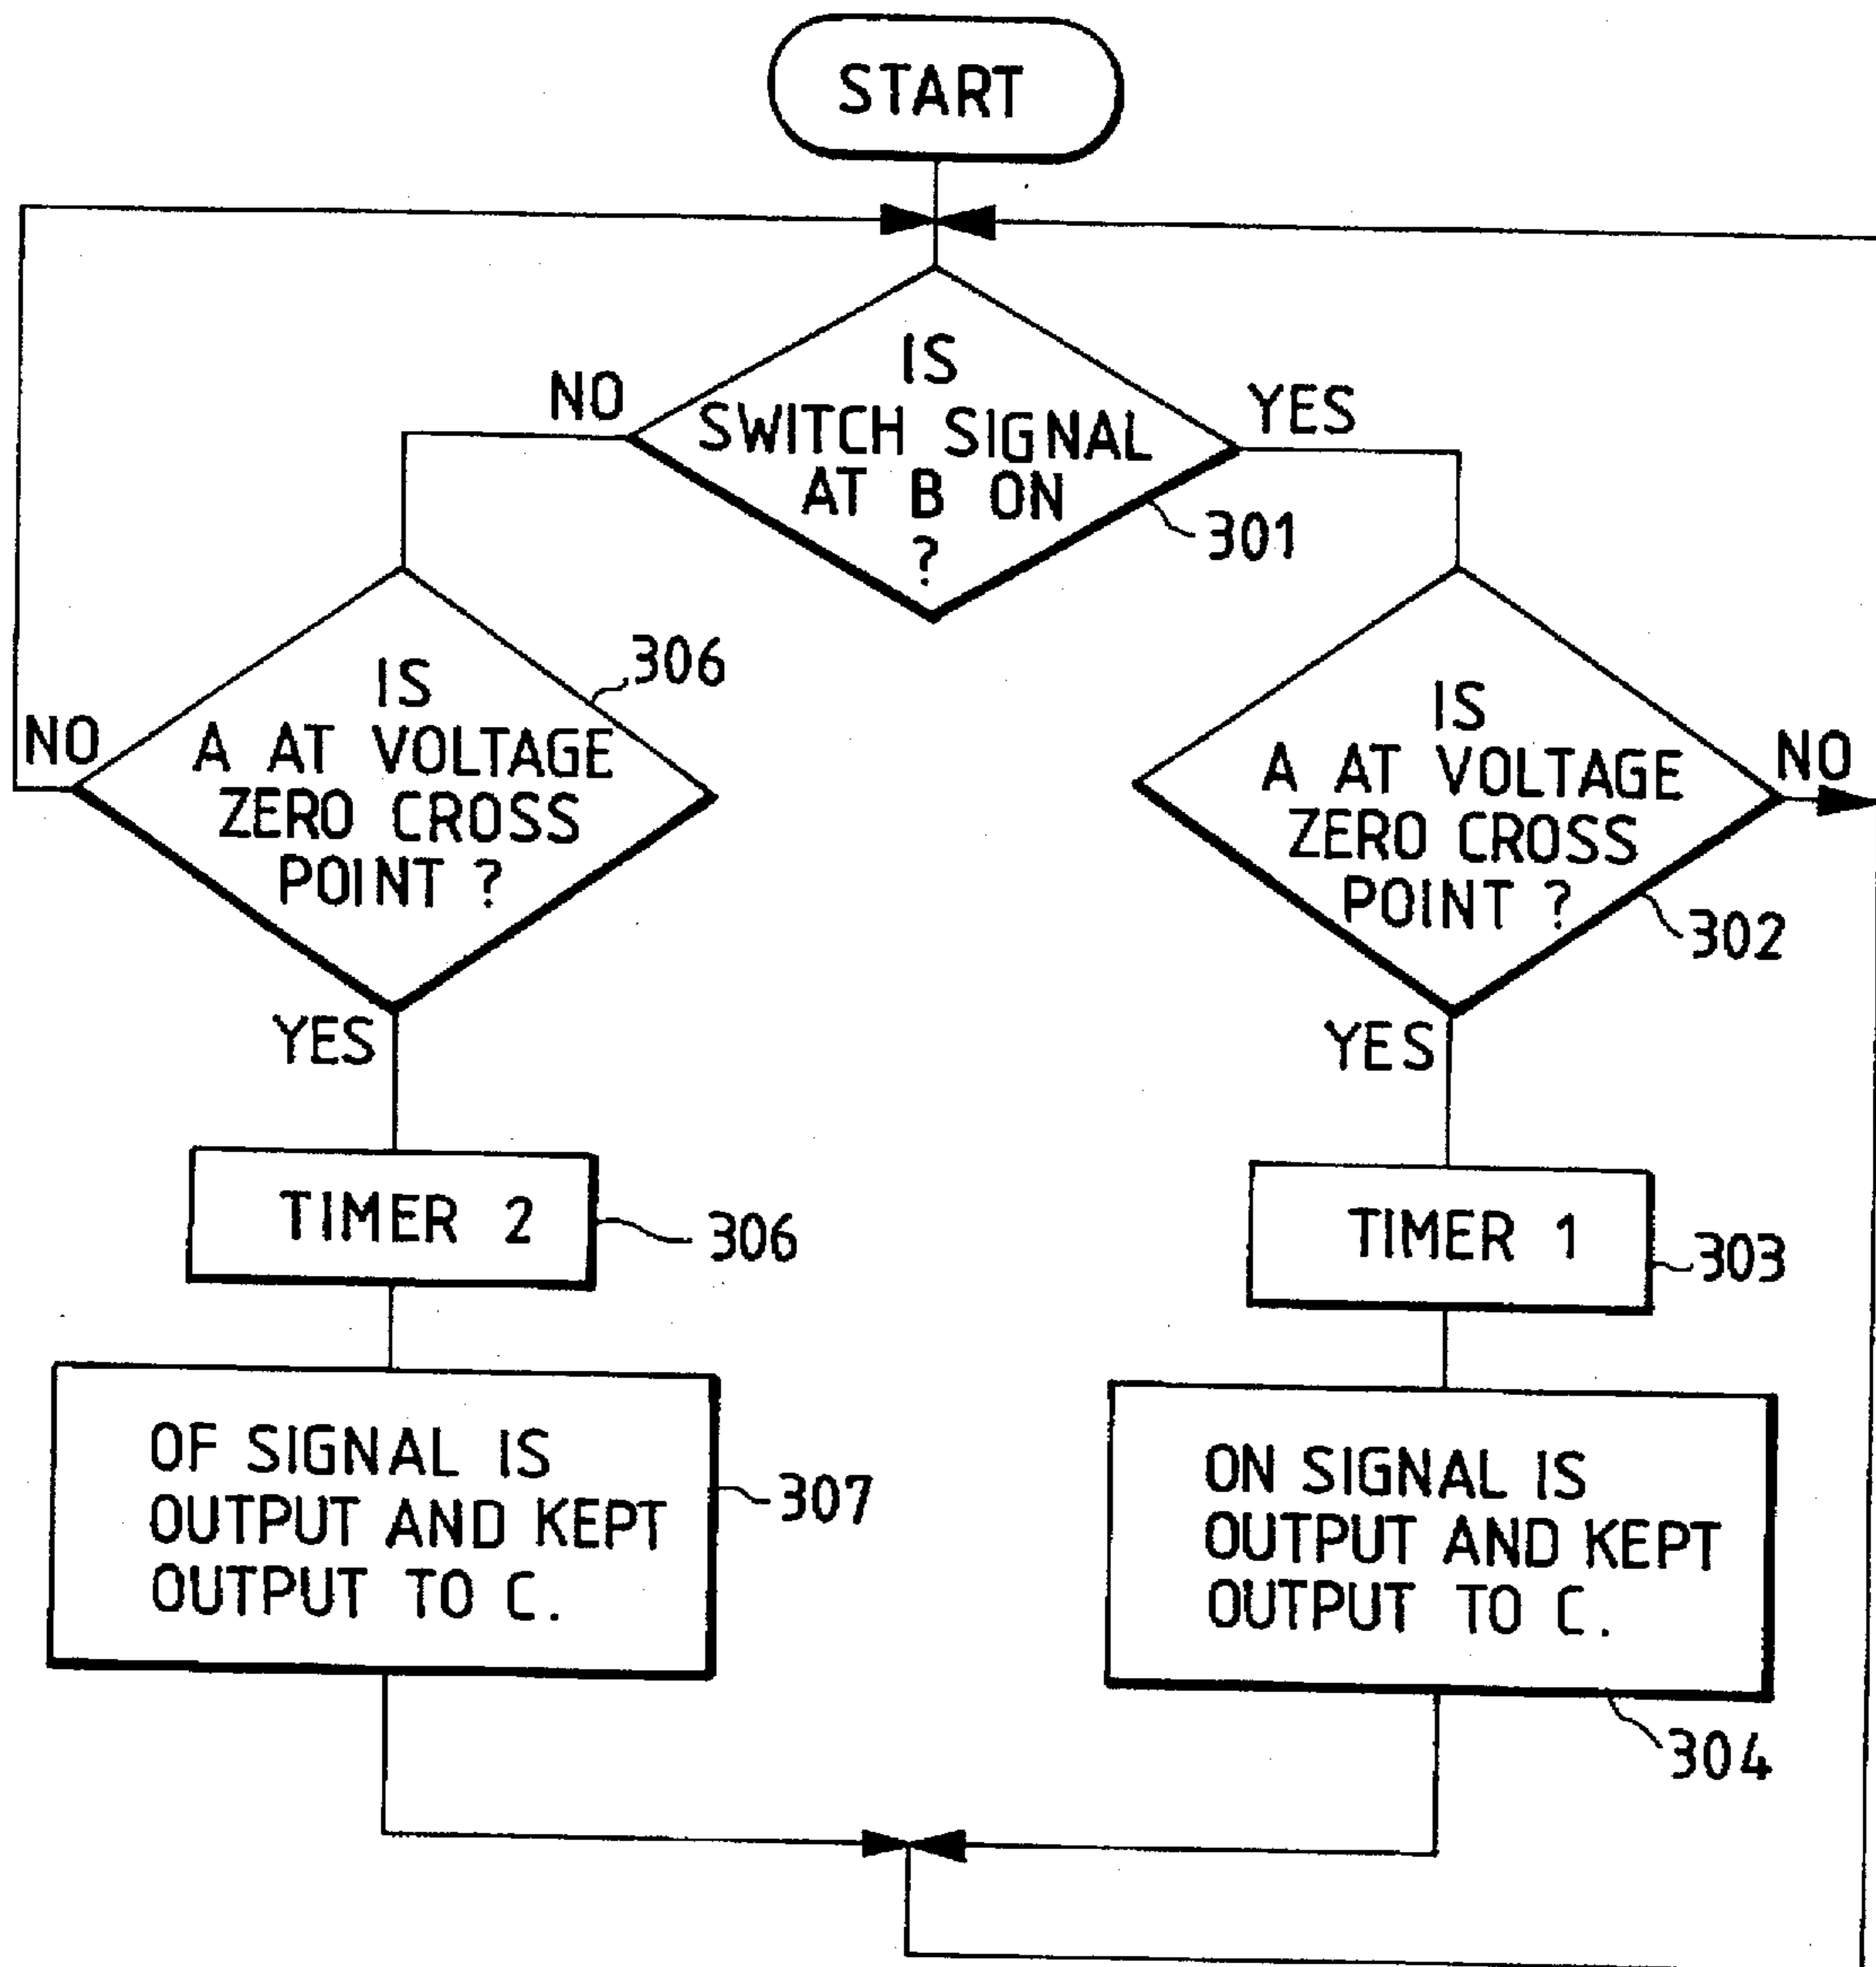 START
NO
IS
SWITCH SIGNAL
AT B ON
?
YES
301
NO
IS
A AT VOLTAGE
ZERO CROSS
POINT ?
306
IS
A AT VOLTAGE
ZERO CROSS
POINT ?
NO
302
YES
YES
TIMER 2
306
TIMER 1
303
OF SIGNAL IS
OUTPUT AND KEPT
OUTPUT TO C.
307
ON SIGNAL IS
OUTPUT AND KEPT
OUTPUT TO C.
304